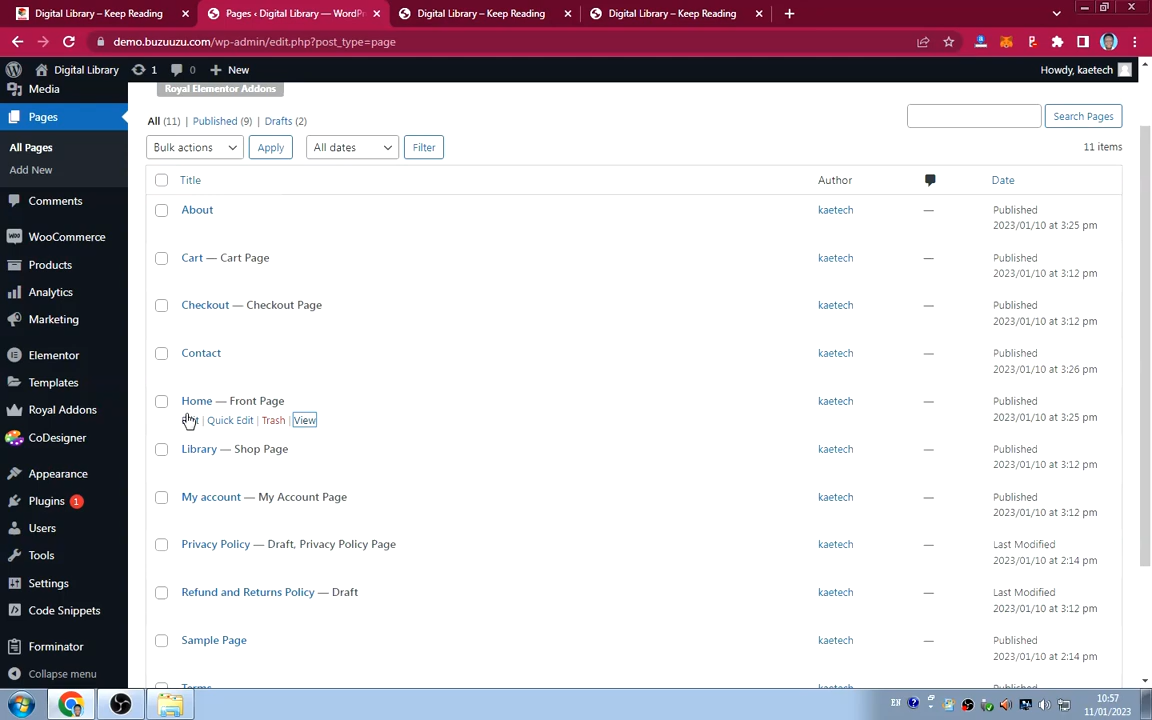 Digital Library – Keep Reading
Pages ‹ Digital Library — WordPr
Digital Library – Keep Reading
Digital Library – Keep Reading
demo.buzuuzu.com/wp-admin/edit.php?post_type=page
Digital Library
1
0
New
Howdy, kaetech
Media
Royal Elementor Addons
Pages
All (11) | Published (9) | Drafts (2)
Search Pages
All Pages
Bulk actions
Apply
All dates
Filter
11 items
Add New
Title
Author
Date
Comments
About
kaetech
—
Published
2023/01/10 at 3:25 pm
WooCommerce
Products
Cart — Cart Page
kaetech
—
Published
2023/01/10 at 3:12 pm
Analytics
Checkout — Checkout Page
kaetech
—
Published
2023/01/10 at 3:12 pm
Marketing
Elementor
Contact
kaetech
—
Published
2023/01/10 at 3:26 pm
Templates
Royal Addons
Home — Front Page
kaetech
—
Published
2023/01/10 at 3:25 pm
| Quick Edit | Trash | View
CoDesigner
Library — Shop Page
kaetech
—
Published
2023/01/10 at 3:12 pm
Appearance
Plugins 1
My account — My Account Page
kaetech
—
Published
2023/01/10 at 3:12 pm
Users
Tools
Privacy Policy — Draft, Privacy Policy Page
kaetech
—
Last Modified
2023/01/10 at 2:14 pm
Settings
Refund and Returns Policy — Draft
kaetech
—
Last Modified
2023/01/10 at 3:12 pm
Code Snippets
Sample Page
kaetech
—
Published
2023/01/10 at 2:14 pm
Forminator
Collapse menu
Terms
kaetech
Published
EN
10:57
11/01/2023